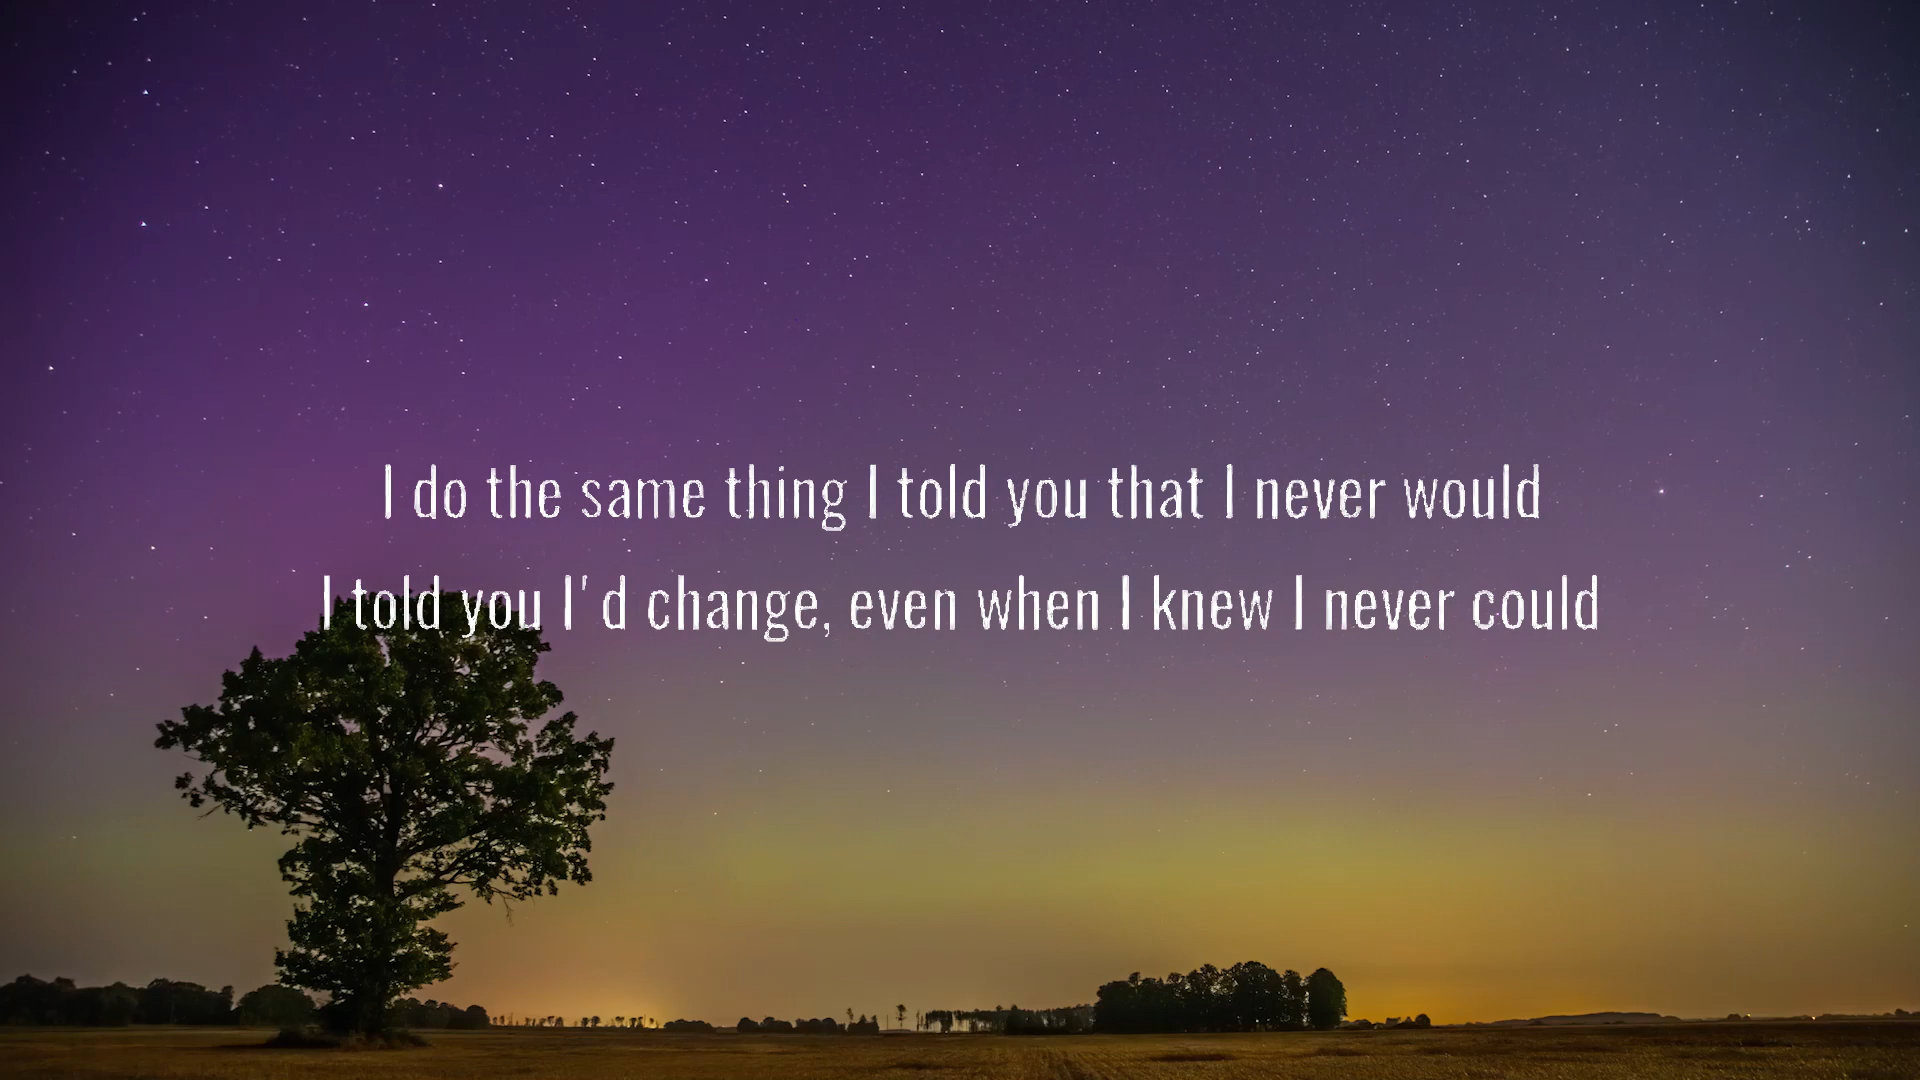 I do the same thing I told you that I never would
I told you I'd change, even when I knew I never could